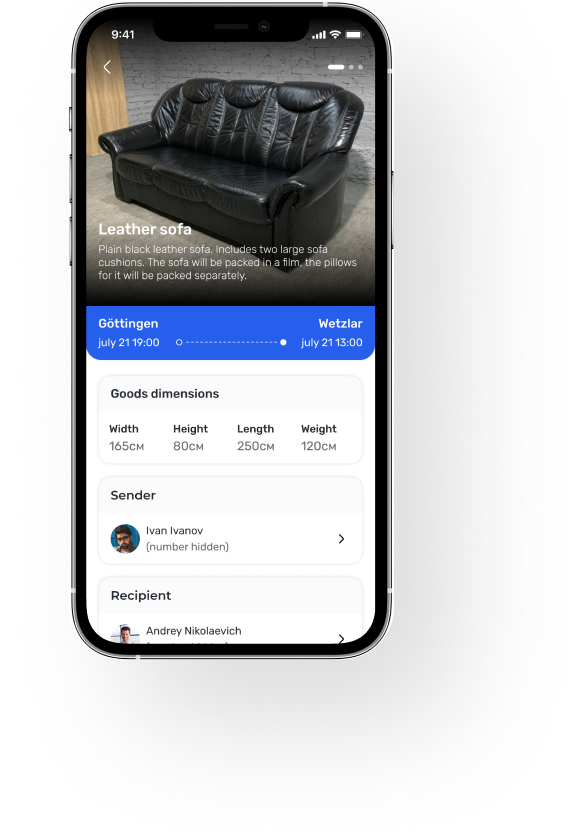 9:41
Leather sofa
Plain black leather sofa. Includes two large sofa
cushions. The sofa will be packed in a film, the pillows
for it will be packed separately.
Göttingen Wetzlar
july 21 19:00 july 21 13:00
Goods dimensions
Width Height Length Weight
165см 80см 250см 120см
Sender
Ivan Ivanov
(number hidden)
Recipient
Andrey Nikolaevich